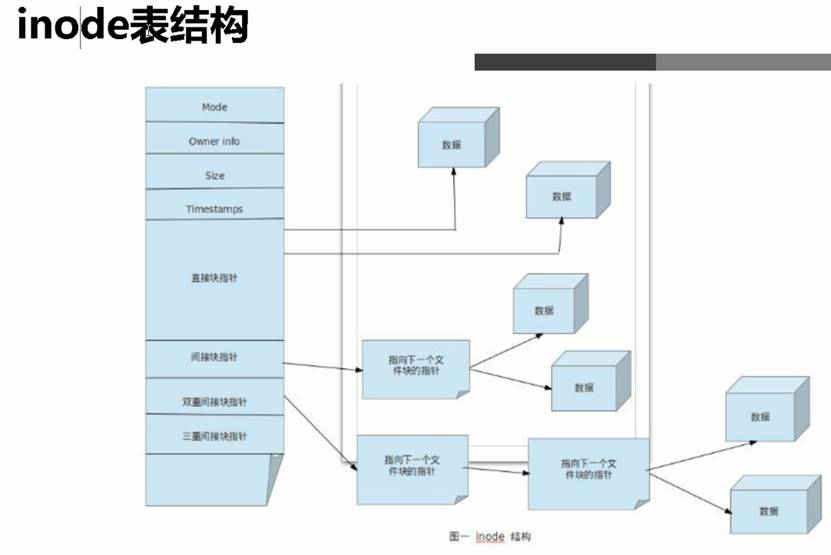 inode表结构
Mode
Owner info
Size
Timestamps
直接块指针
间接块指针
双重间接块指针
三重间接块指针
数据
数据
数据
指向下一个文
件块的指针
数据
数据
指向下一个文
件块的指针
指向下一个文
件块的指针
数据
图一 inode 结构